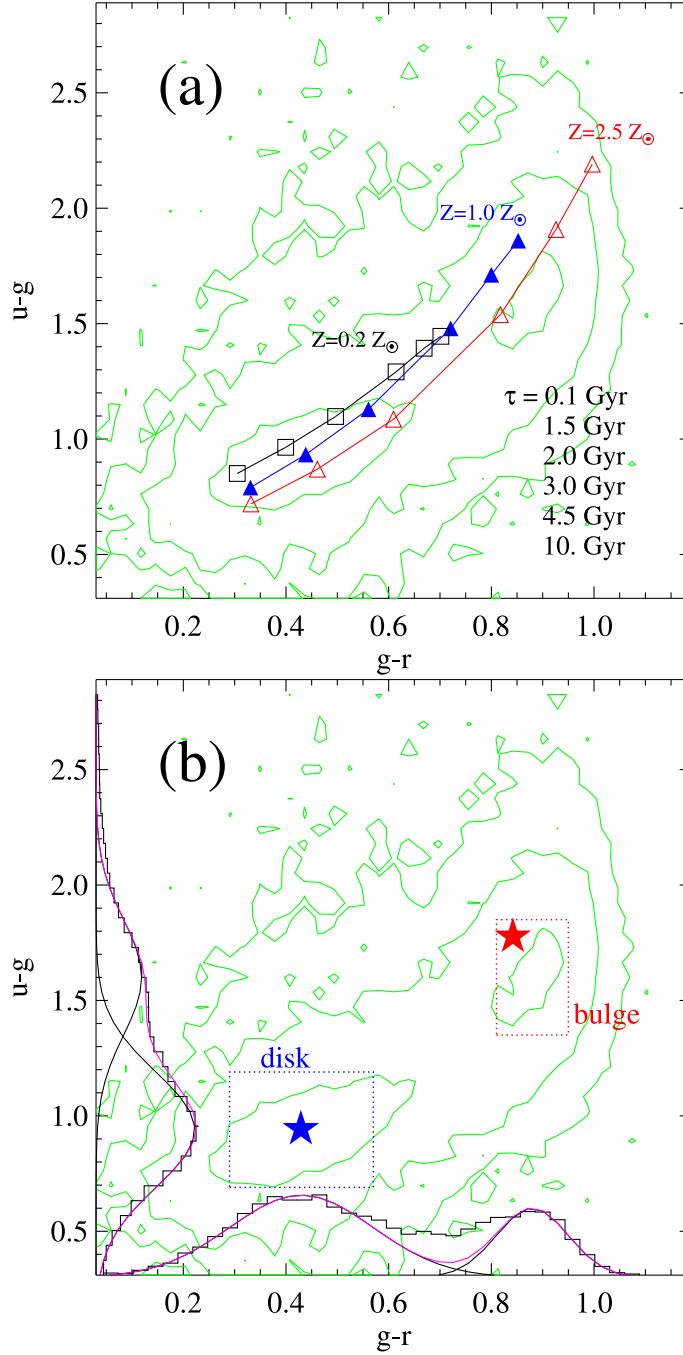 (a)
2.5
2.0
1.5
1.0
0.5
u-g
Z=2.5 Z☉
Z=1.0 Z☉
Z=0.2 Z☉
τ = 0.1 Gyr
1.5 Gyr
2.0 Gyr
3.0 Gyr
4.5 Gyr
10. Gyr
0.2 0.4 0.6 0.8 1.0
g-r
(b)
2.5
2.0
1.5
1.0
0.5
u-g
bulge
disk
0.2 0.4 0.6 0.8 1.0
g-r